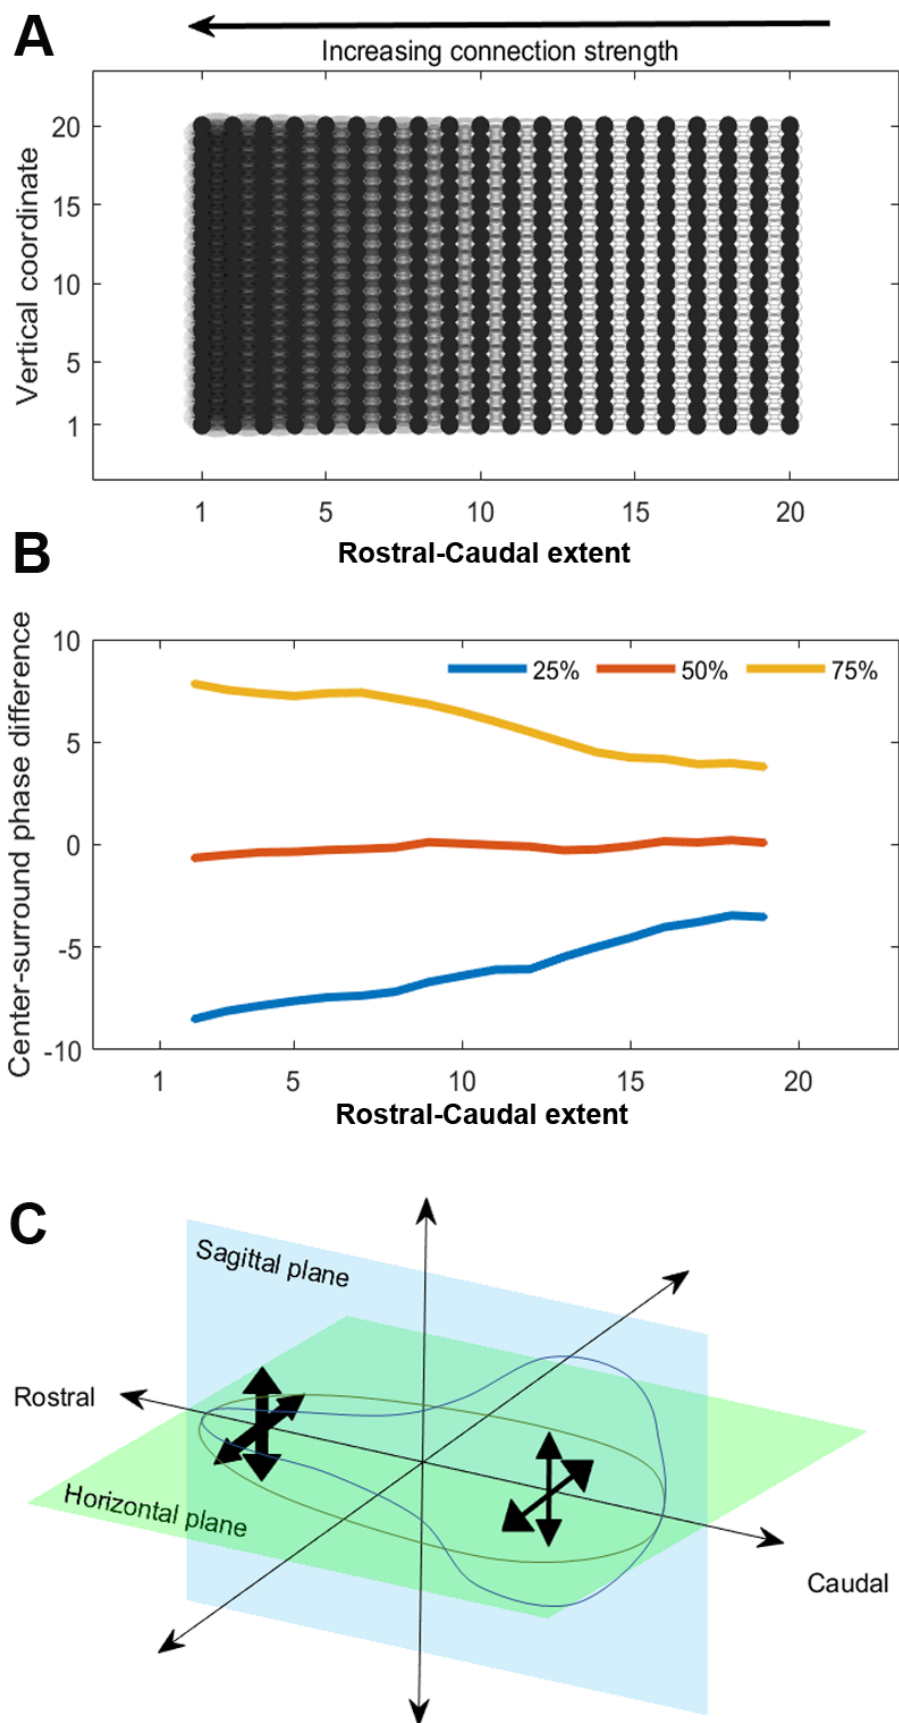 A
Increasing connection strength
Vertical coordinate
20
15
10
5
1
1 5 10 15 20
Rostral-Caudal extent
B
Center-surround phase difference
10
5
0
-5
-10
25% 50% 75%
1 5 10 15 20
Rostral-Caudal extent
C
Sagittal plane
Rostral
Horizontal plane
Caudal